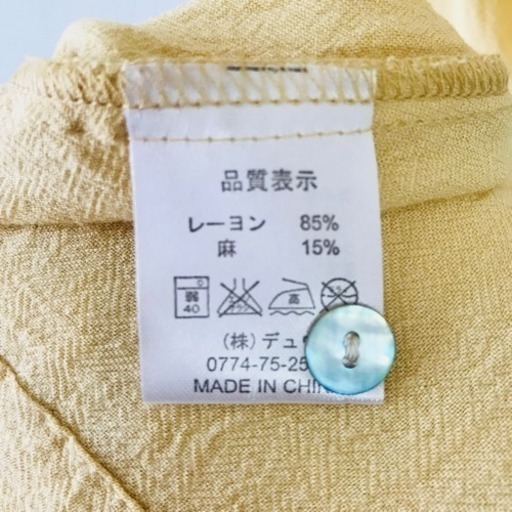 品質表示
レーヨン 85%
麻 15%
弱 40 高
(株)デュ
0774-75-25
MADE IN CHIN